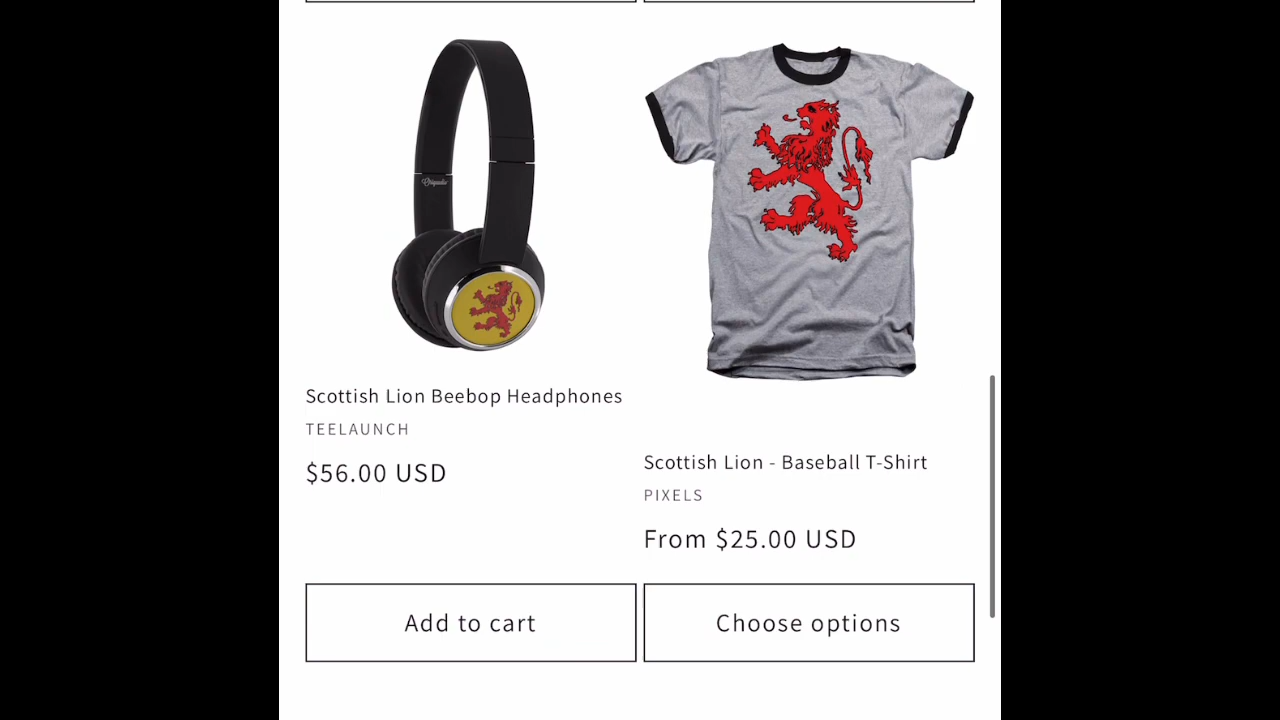 Scottish Lion Beebop Headphones
TEELAUNCH
$56.00 USD
Add to cart
Scottish Lion - Baseball T-Shirt
PIXELS
From $25.00 USD
Choose options